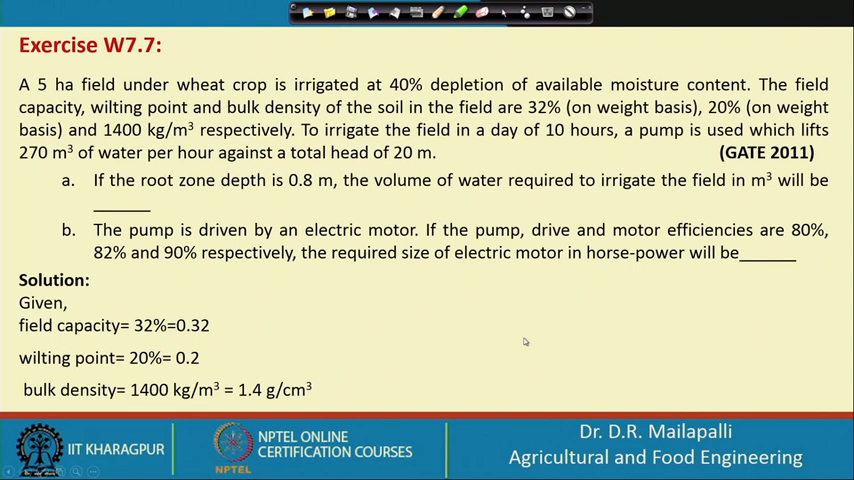 Exercise W7.7:
A 5 ha field under wheat crop is irrigated at 40% depletion of available moisture content. The field
capacity, wilting point and bulk density of the soil in the field are 32% (on weight basis), 20% (on weight
basis) and 1400 kg/m³ respectively. To irrigate the field in a day of 10 hours, a pump is used which lifts
270 m³ of water per hour against a total head of 20 m. (GATE 2011)
a. If the root zone depth is 0.8 m, the volume of water required to irrigate the field in m³ will be
______
b. The pump is driven by an electric motor. If the pump, drive and motor efficiencies are 80%,
82% and 90% respectively, the required size of electric motor in horse-power will be______
Solution:
Given,
field capacity= 32%=0.32
wilting point= 20%= 0.2
bulk density= 1400 kg/m³ = 1.4 g/cm³
IIT KHARAGPUR
NPTEL
NPTEL ONLINE
CERTIFICATION COURSES
Dr. D.R. Mailapalli
Agricultural and Food Engineering